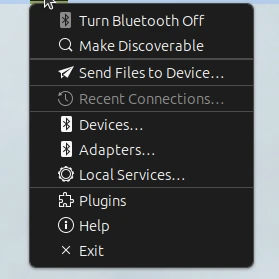 Turn Bluetooth Off
Make Discoverable
Send Files to Device...
Recent Connections...
Devices...
Adapters...
Local Services...
Plugins
Help
Exit